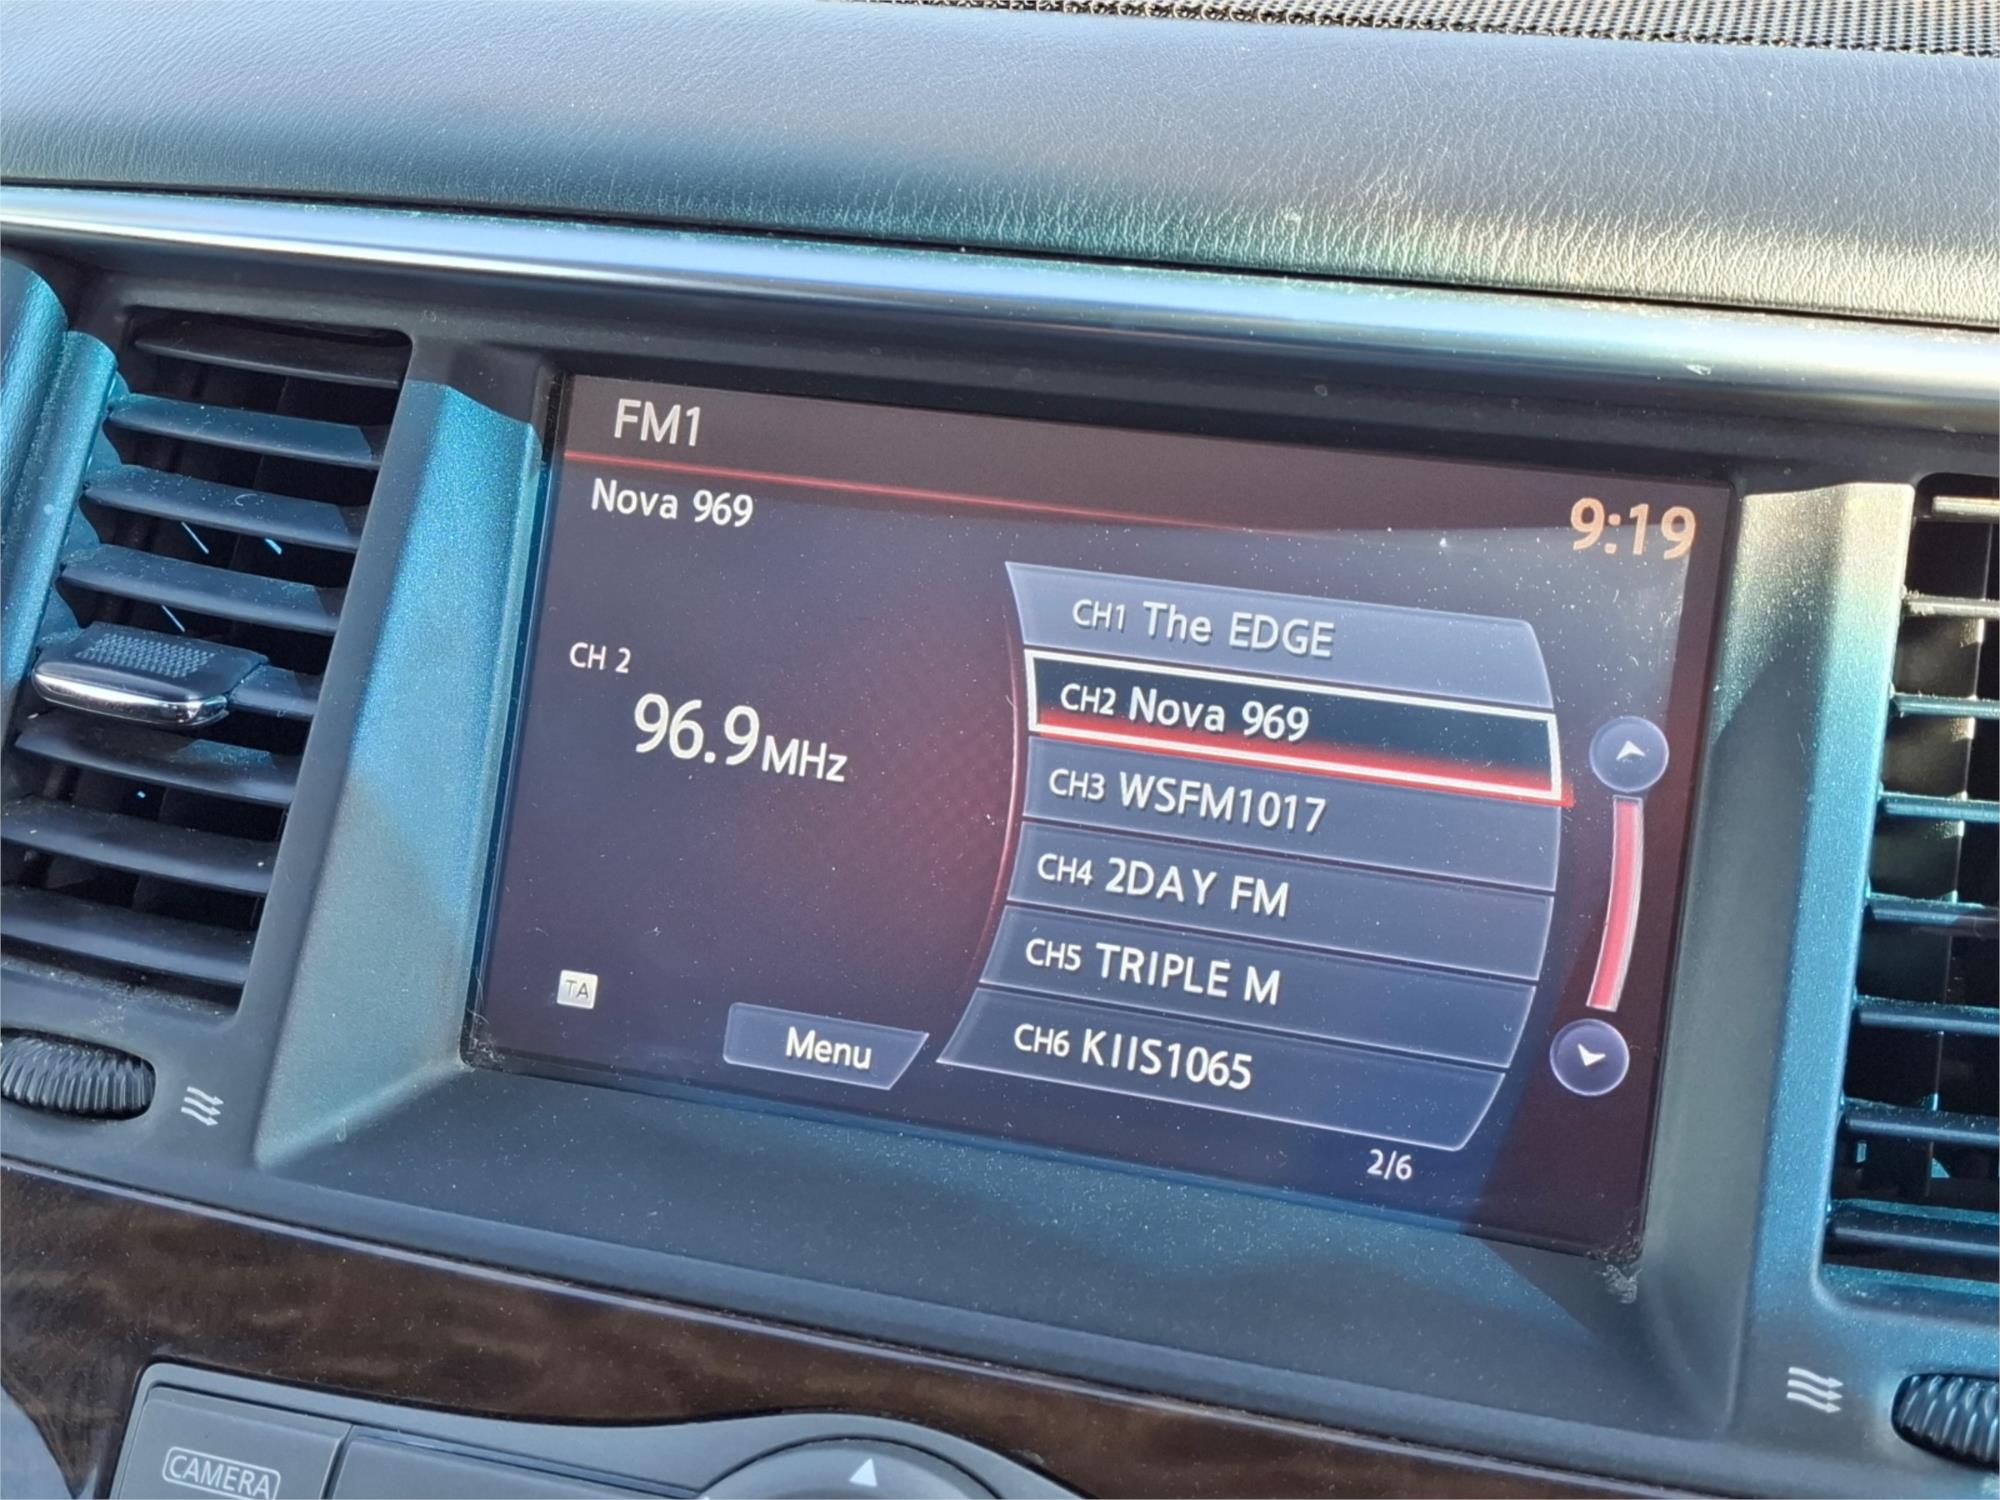 FM1
Nova 969
9:19
CH 2
96.9MHz
CH1 The EDGE
CH2 Nova 969
CH3 WSFM1017
CH4 2DAY FM
CH5 TRIPLE M
CH6 KIIS1065
TA
Menu
2/6
CAMERA